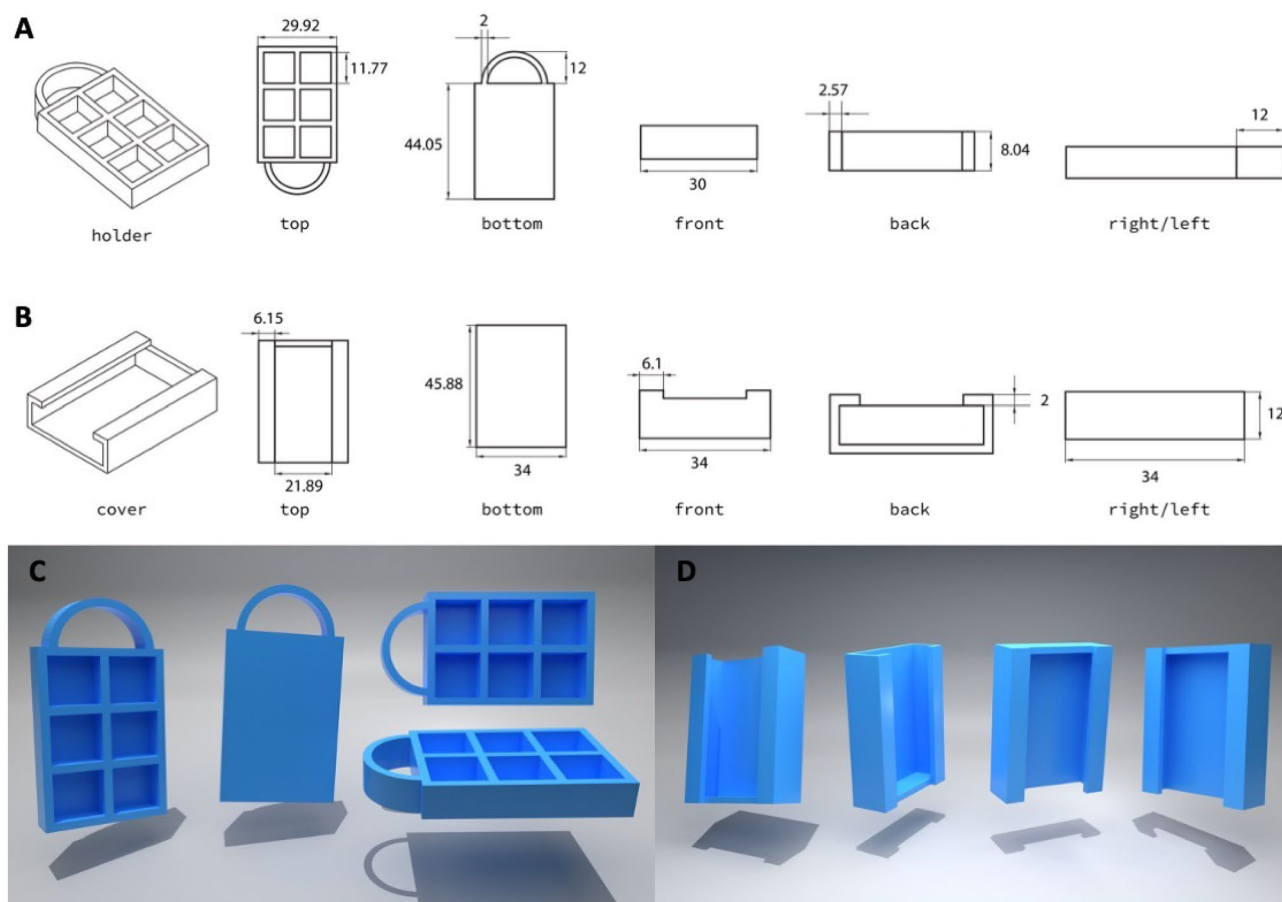 A
29.92
11.77
2
12
44.05
30
2.57
8.04
12
holder
top
bottom
front
back
right/left
B
6.15
21.89
45.88
34
6.1
34
2
12
34
cover
top
bottom
front
back
right/left
C
D